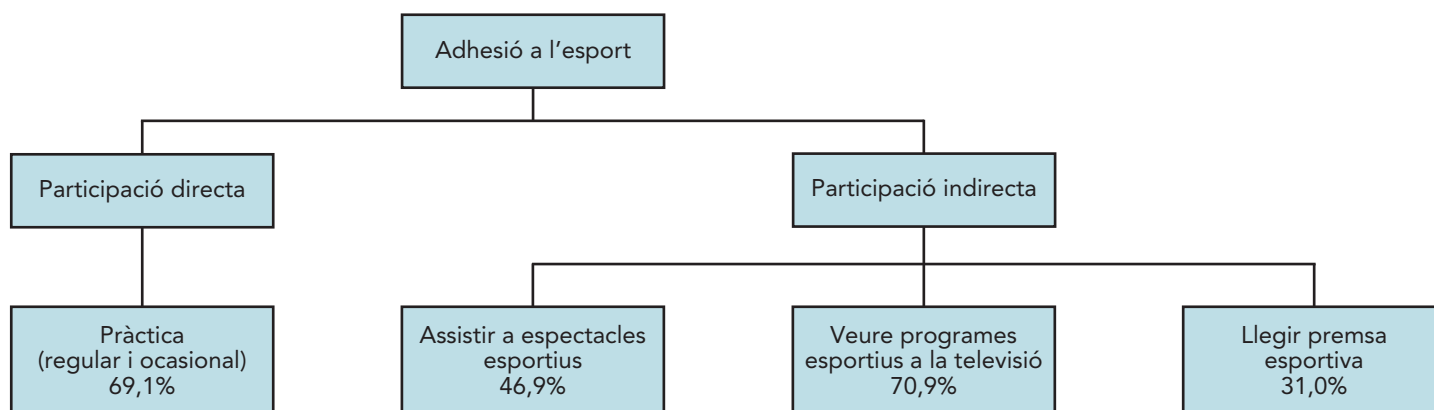 Adhesió a l’esport
Participació directa
Participació indirecta
Pràctica
(regular i ocasional)
69,1%
Assistir a espectacles
esportius
46,9%
Veure programes
esportius a la televisió
70,9%
Llegir premsa
esportiva
31,0%